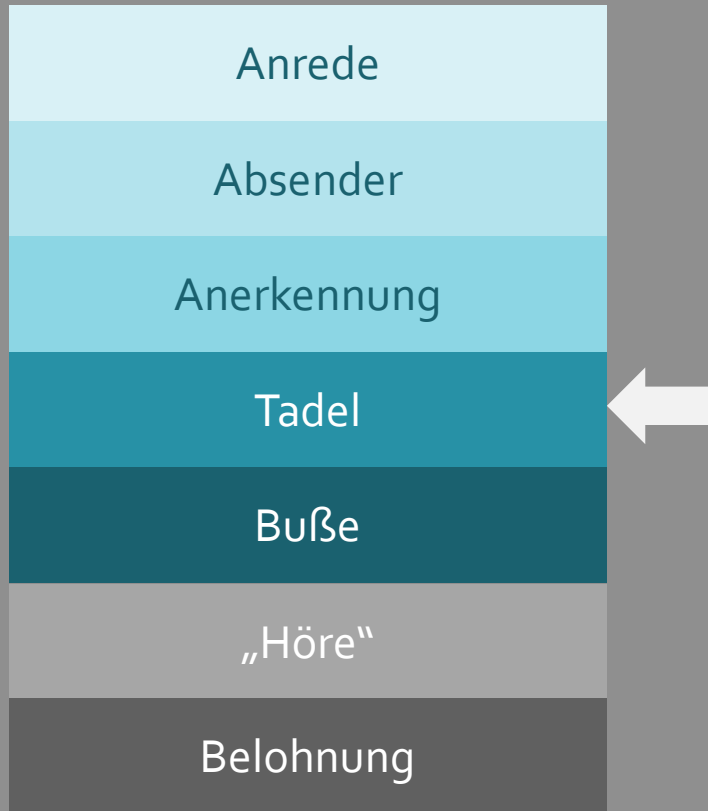 Anrede
Absender
Anerkennung
Tadel
Buße
„Höre“
Belohnung